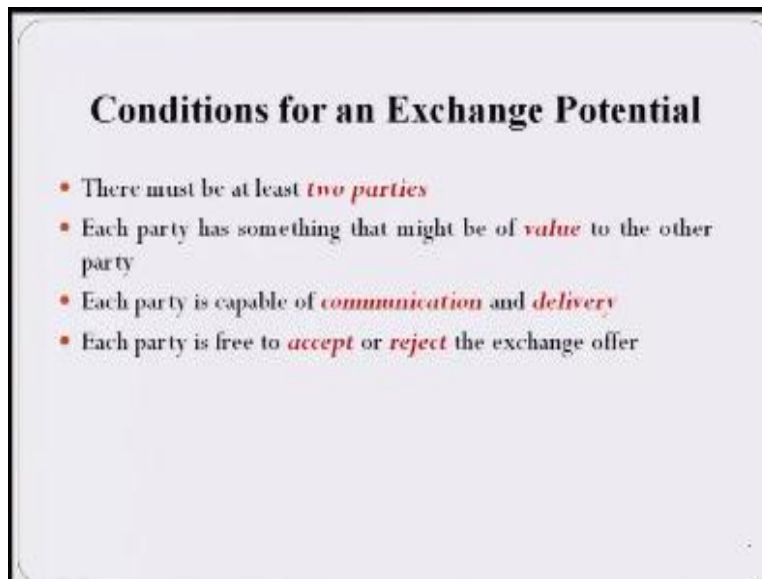 Conditions for an Exchange Potential
• There must be at least two parties
• Each party has something that might be of value to the other
party
• Each party is capable of communication and delivery
• Each party is free to accept or reject the exchange offer